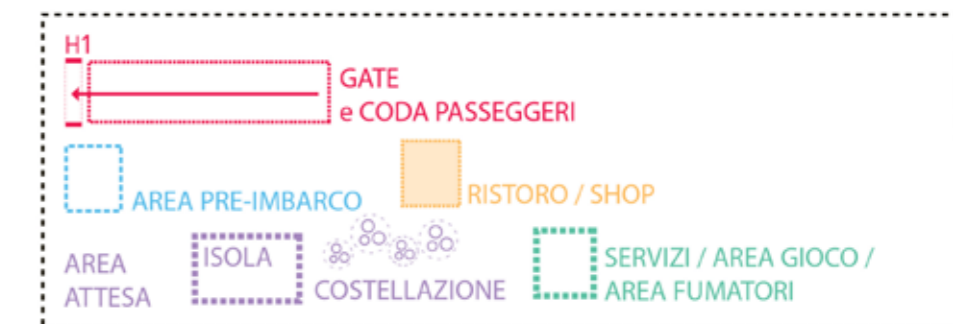 H1
GATE
e CODA PASSEGGERI
AREA PRE-IMBARCO
RISTORO / SHOP
AREA
ATTESA
ISOLA
COSTELLAZIONE
SERVIZI / AREA GIOCO /
AREA FUMATORI